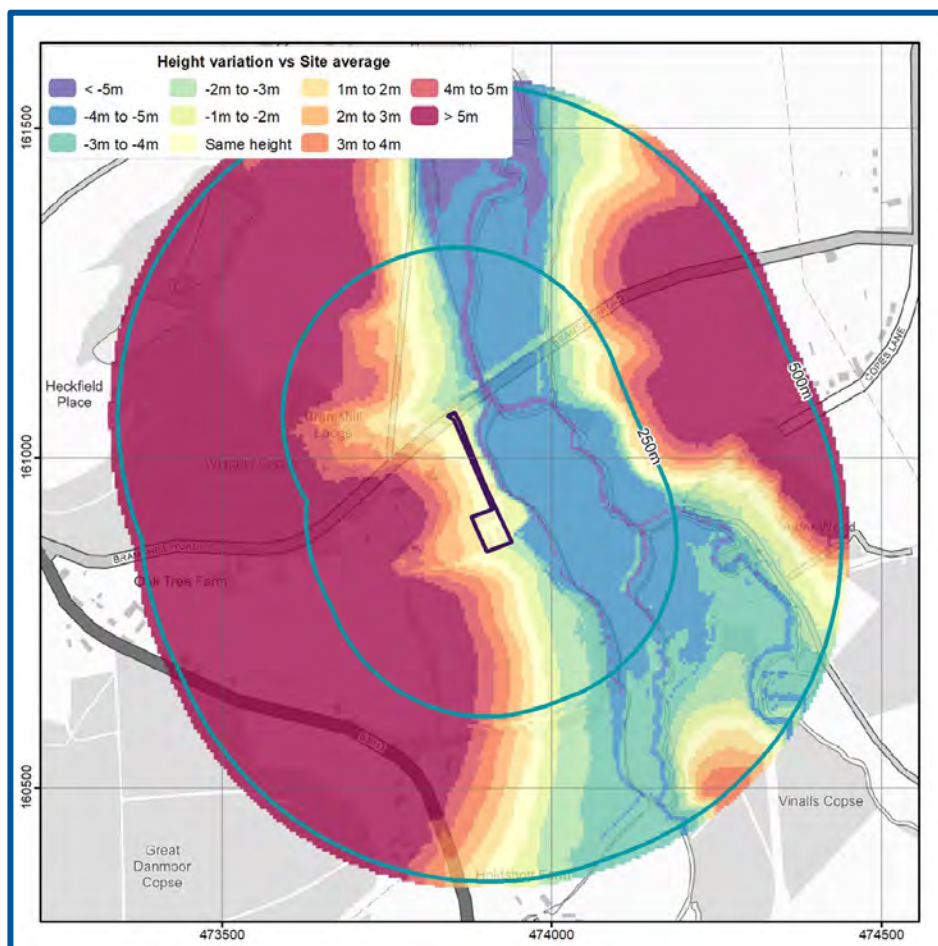 Height variation vs Site average
< -5m
-2m to -3m
1m to 2m
4m to 5m
-4m to -5m
-1m to -2m
2m to 3m
> 5m
-3m to -4m
Same height
3m to 4m
161500
161000
160500
473500
474000
474500
Heckfield
Place
Bramshill
Lodge
COPES LANE
500m
250m
BRAMSHILL ROAD
Oak Tree Farm
Vinalls Copse
Great
Danmoor
Copse
Holdshott Farm